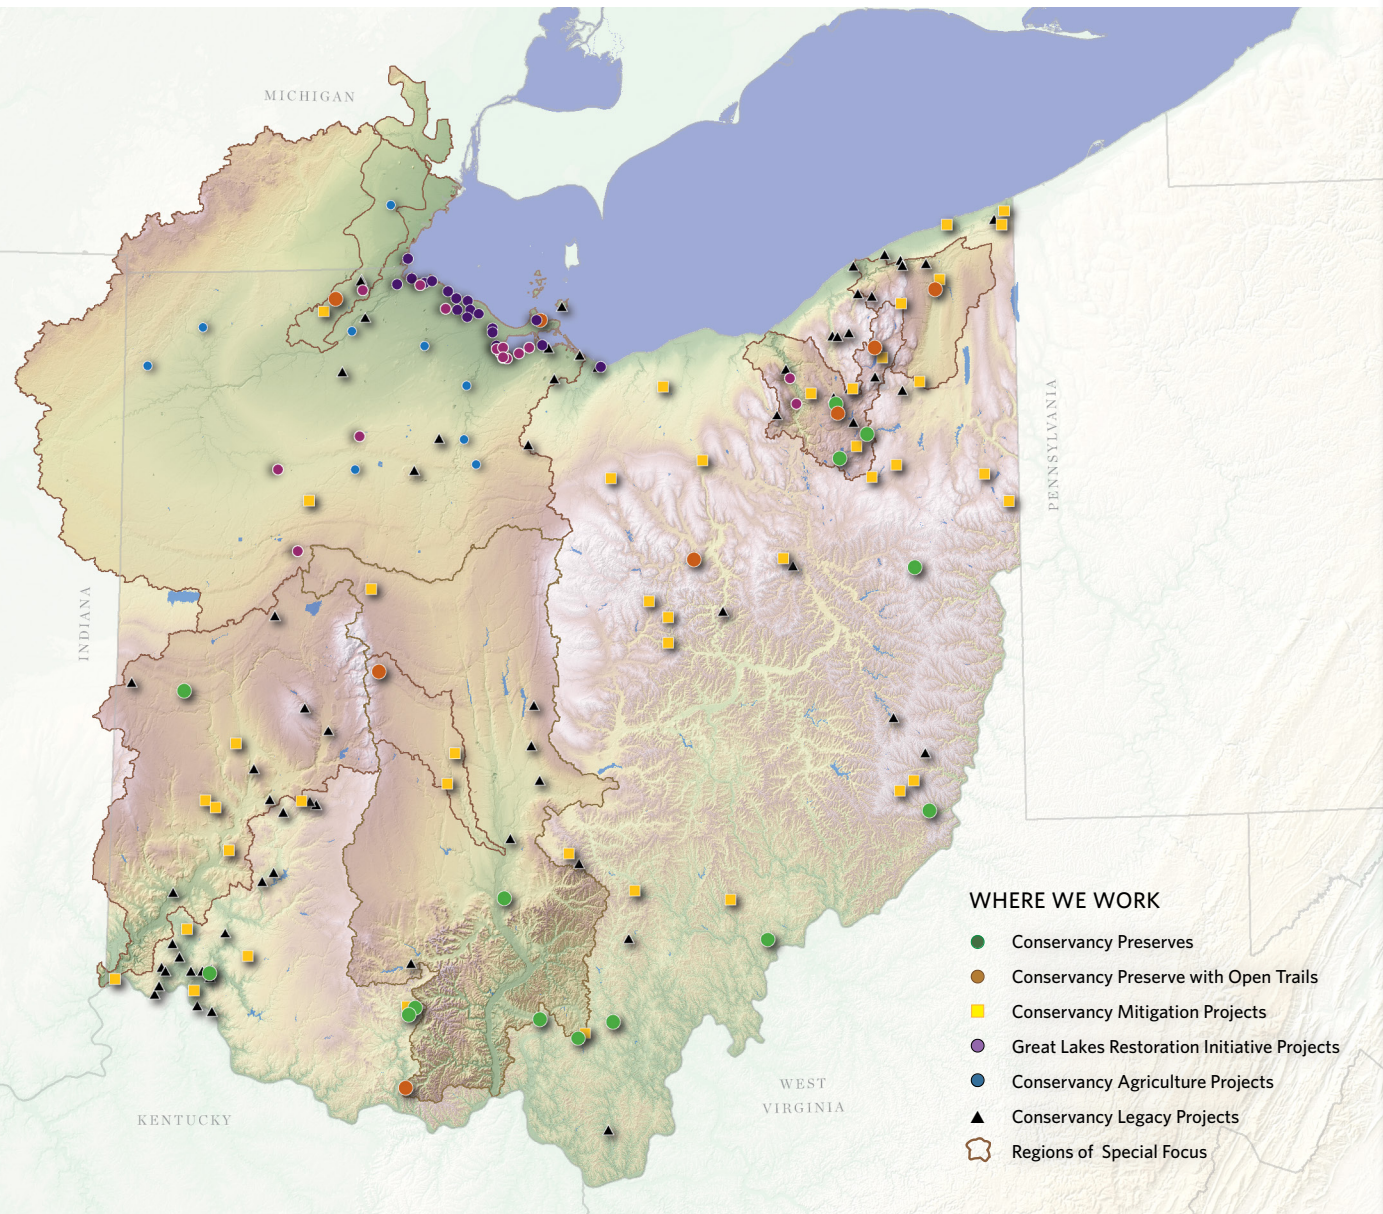 MICHIGAN
PENNSYLVANIA
INDIANA
WHERE WE WORK
Conservancy Preserves
Conservancy Preserve with Open Trails
Conservancy Mitigation Projects
Great Lakes Restoration Initiative Projects
Conservancy Agriculture Projects
Conservancy Legacy Projects
Regions of Special Focus
WEST
VIRGINIA
KENTUCKY